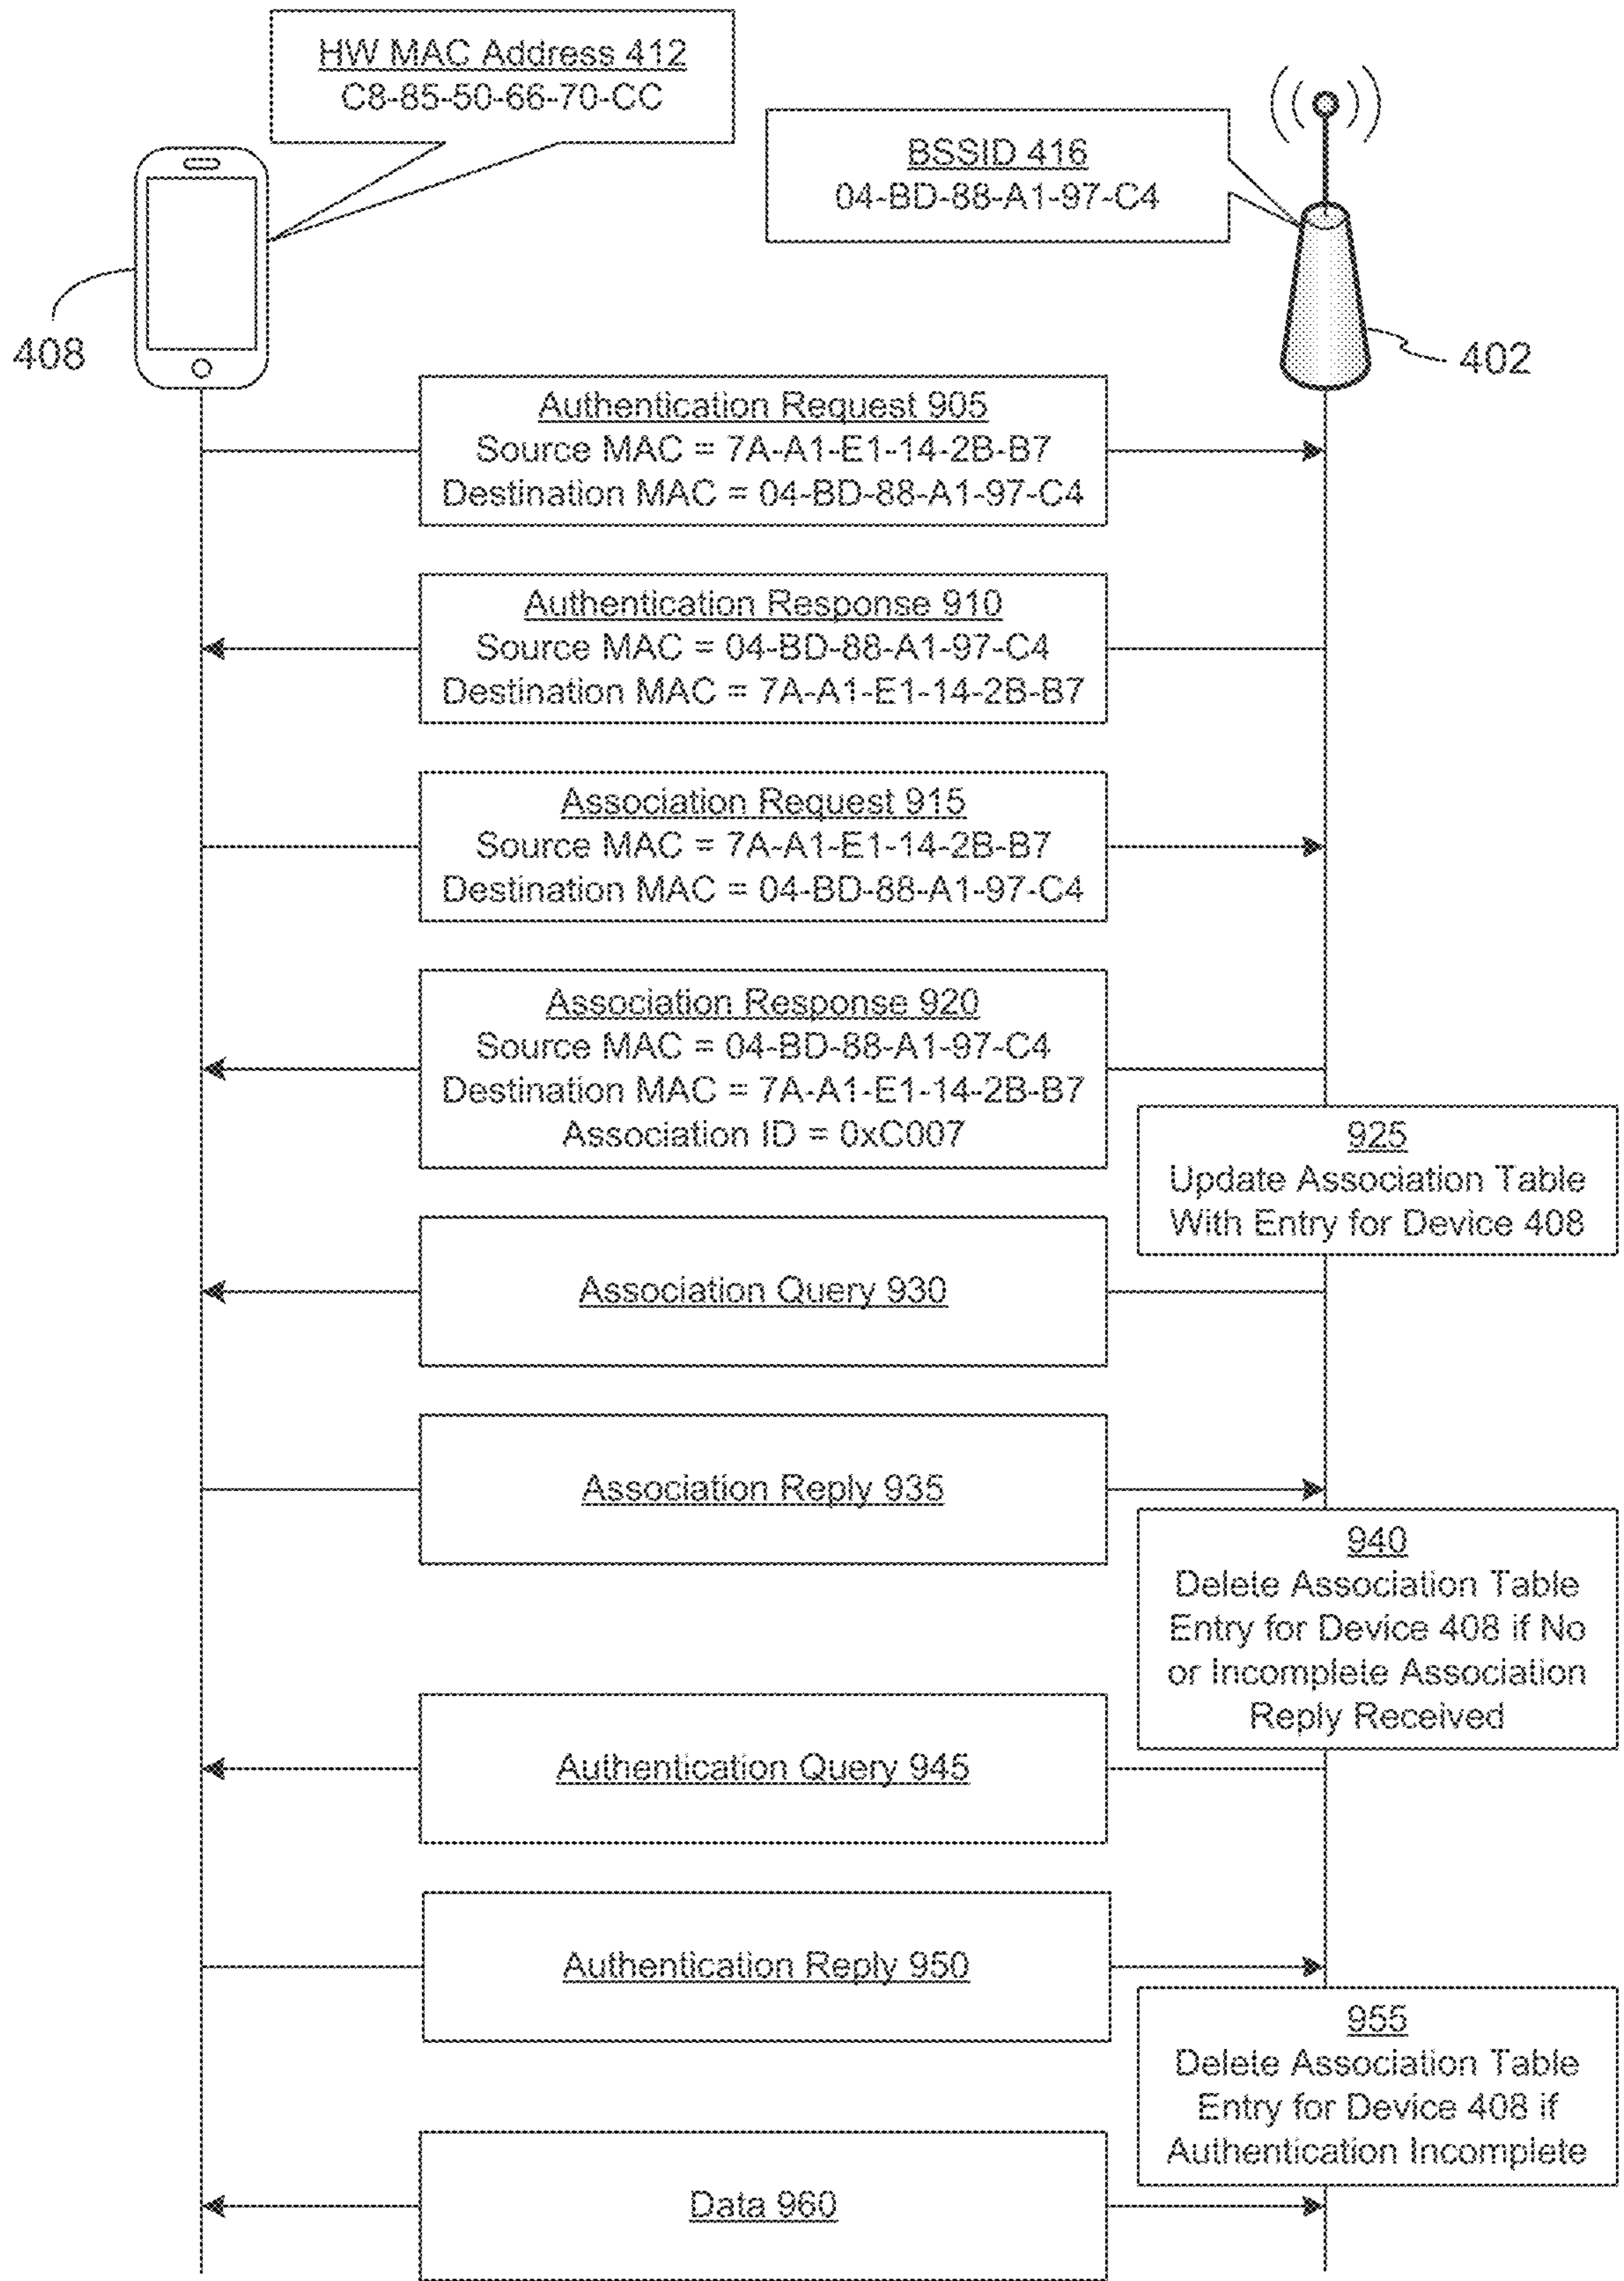 HW MAC Address 412
C8-85-50-66-70-CC
BSSID 416
04-BD-88-A1-97-C4
408
402
Authentication Request 905
Source MAC = 7A-A1-E1-14-2B-B7
Destination MAC = 04-BD-88-A1-97-C4
Authentication Response 910
Source MAC = 04-BD-88-A1-97-C4
Destination MAC = 7A-A1-E1-14-2B-B7
Association Request 915
Source MAC = 7A-A1-E1-14-2B-B7
Destination MAC = 04-BD-88-A1-97-C4
Association Response 920
Source MAC = 04-BD-88-A1-97-C4
Destination MAC = 7A-A1-E1-14-2B-B7
Association ID = 0xC007
925
Update Association Table
With Entry for Device 408
Association Query 930
Association Reply 935
940
Delete Association Table
Entry for Device 408 if No
or Incomplete Association
Reply Received
Authentication Query 945
Authentication Reply 950
955
Delete Association Table
Entry for Device 408 if
Authentication Incomplete
Data 960